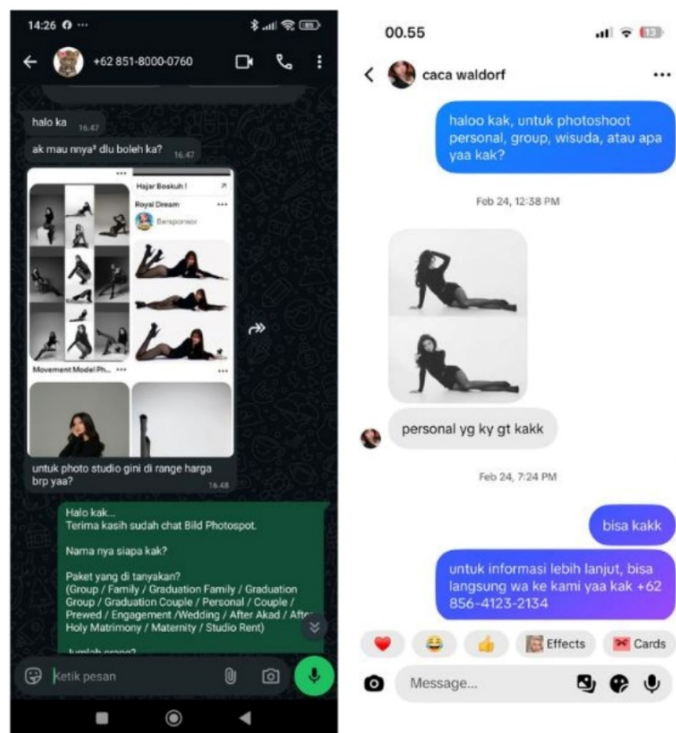 14:26
+62 851-8000-0760
halo ka
16.47
ak mau nnya² dlu boleh ka?
16.47
Hajar Boskuh !
Royal Dream
Bersponsor
Movement Model Ph...
untuk photo studio gini di range harga
brp yaa?
16.48
Halo kak...
Terima kasih sudah chat Bild Photospot.
Nama nya siapa kak?
Paket yang di tanyakan?
(Group / Family / Graduation Family / Graduation
Group / Graduation Couple / Personal / Couple /
Prewed / Engagement /Wedding / After Akad / After
Holy Matrimony / Maternity / Studio Rent)
Jumlah orang?
Ketik pesan
00.55
13
caca waldorf
haloo kak, untuk photoshoot
personal, group, wisuda, atau apa
yaa kak?
Feb 24, 12:38 PM
personal yg ky gt kakk
Feb 24, 7:24 PM
bisa kakk
untuk informasi lebih lanjut, bisa
langsung wa ke kami yaa kak +62
856-4123-2134
Effects
Cards
Message...